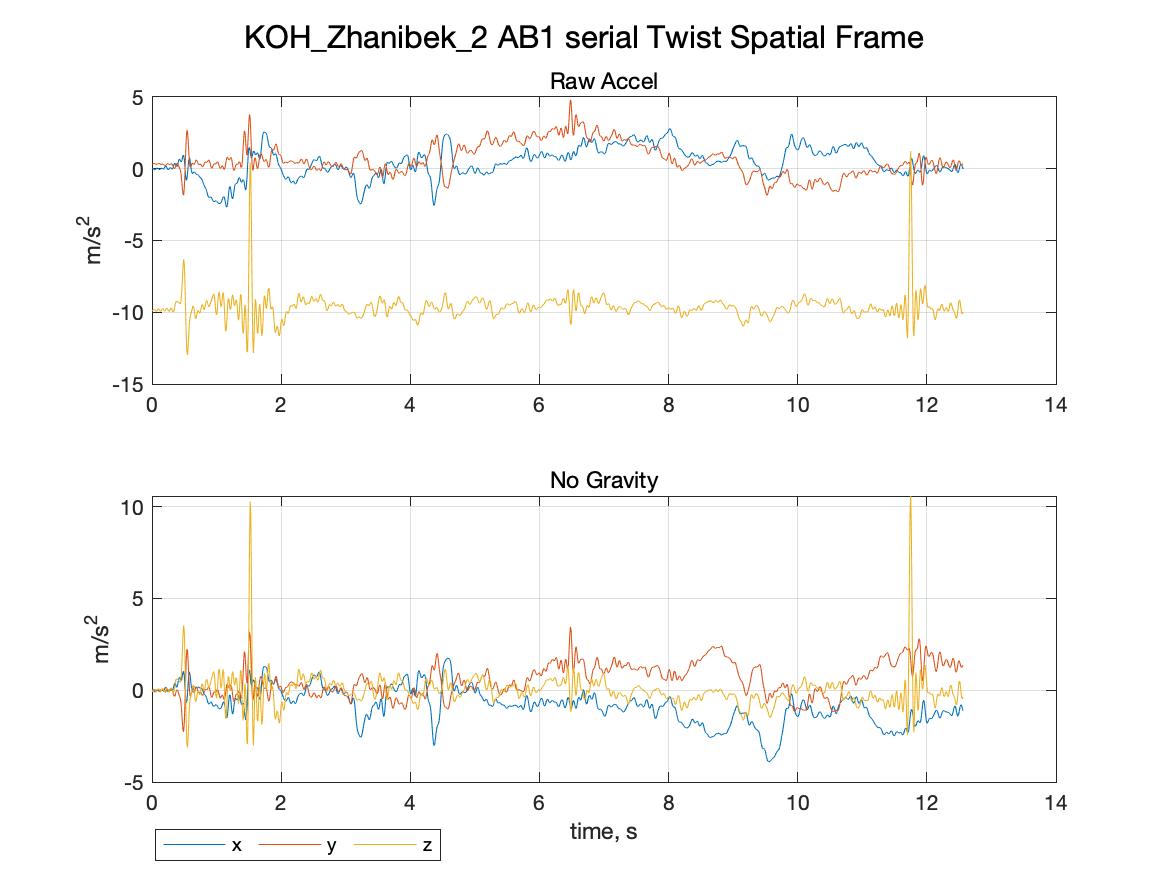 KOH_Zhanibek_2 AB1 serial Twist Spatial Frame
Raw Accel
5
0
-5
-10
-15
m/s²
0 2 4 6 8 10 12 14
No Gravity
10
5
0
-5
m/s²
0 2 4 6 8 10 12 14
time, s
x y z